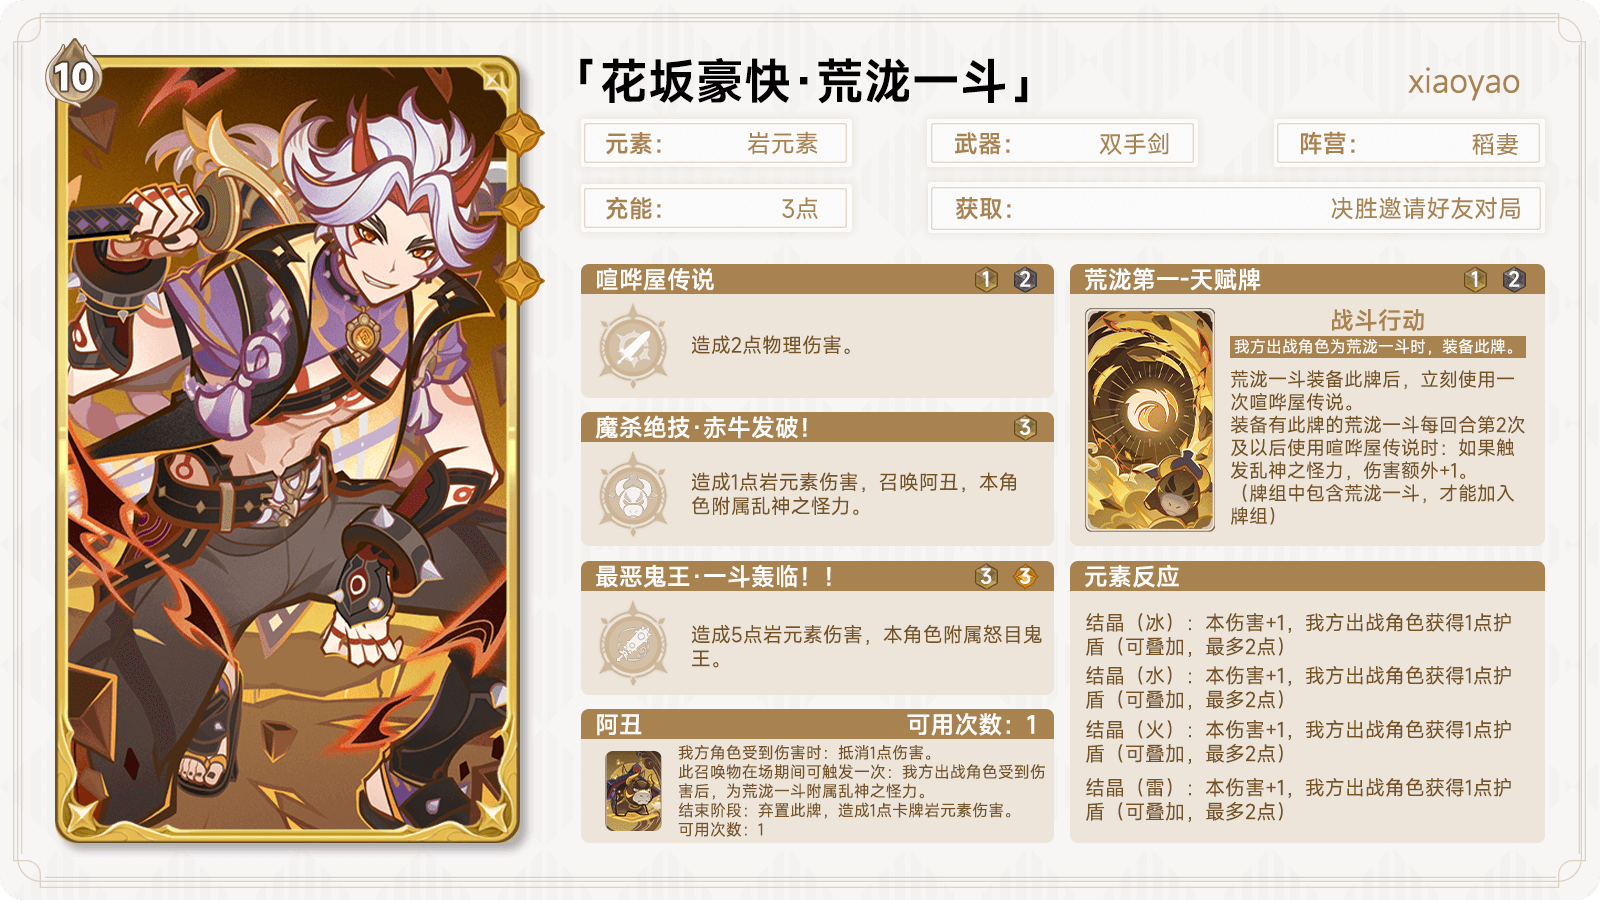 10
「花坂豪快·荒泷一斗」
xiaoyao
元素： 岩元素
武器： 双手剑
阵营： 稻妻
充能： 3点
获取： 决胜邀请好友对局
喧哗屋传说 1 2
造成2点物理伤害。
魔杀绝技·赤牛发破！ 3
造成1点岩元素伤害，召唤阿丑，本角
色附属乱神之怪力。
最恶鬼王·一斗轰临！！ 3 3
造成5点岩元素伤害，本角色附属怒目鬼
王。
阿丑 可用次数：1
我方角色受到伤害时：抵消1点伤害。
此召唤物在场期间可触发一次：我方出战角色受到伤
害后，为荒泷一斗附属乱神之怪力。
结束阶段：弃置此牌，造成1点卡牌岩元素伤害。
可用次数：1
荒泷第一-天赋牌 1 2
战斗行动
我方出战角色为荒泷一斗时，装备此牌。
荒泷一斗装备此牌后，立刻使用一
次喧哗屋传说。
装备有此牌的荒泷一斗每回合第2次
及以后使用喧哗屋传说时：如果触
发乱神之怪力，伤害额外+1。
（牌组中包含荒泷一斗，才能加入
牌组）
元素反应
结晶（冰）：本伤害+1，我方出战角色获得1点护
盾（可叠加，最多2点）
结晶（水）：本伤害+1，我方出战角色获得1点护
盾（可叠加，最多2点）
结晶（火）：本伤害+1，我方出战角色获得1点护
盾（可叠加，最多2点）
结晶（雷）：本伤害+1，我方出战角色获得1点护
盾（可叠加，最多2点）